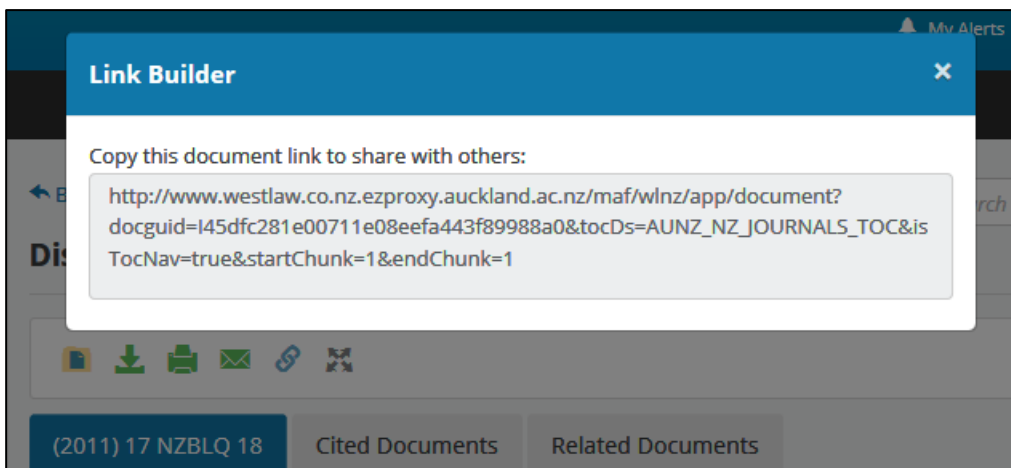 My Alerts
Link Builder
×
Copy this document link to share with others:
http://www.westlaw.co.nz.ezproxy.auckland.ac.nz/maf/wlnz/app/document?
docguid=I45dfc281e00711e08eefa443f89988a0&tocDs=AUNZ_NZ_JOURNALS_TOC&is
TocNav=true&startChunk=1&endChunk=1
(2011) 17 NZBLQ 18 Cited Documents Related Documents